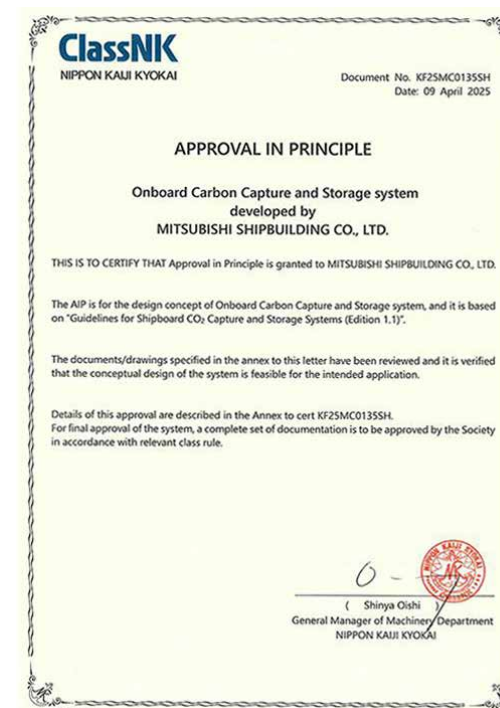 ClassNK
NIPPON KAIJI KYOKAI
Document No. KF25MC0135SH
Date: 09 April 2025
APPROVAL IN PRINCIPLE
Onboard Carbon Capture and Storage system
developed by
MITSUBISHI SHIPBUILDING CO., LTD.
THIS IS TO CERTIFY THAT Approval in Principle is granted to MITSUBISHI SHIPBUILDING CO., LTD.
The AIP is for the design concept of Onboard Carbon Capture and Storage system, and it is based
on "Guidelines for Shipboard CO₂ Capture and Storage Systems (Edition 1.1)".
The documents/drawings specified in the annex to this letter have been reviewed and it is verified
that the conceptual design of the system is feasible for the intended application.
Details of this approval are described in the Annex to cert KF25MC0135SH.
For final approval of the system, a complete set of documentation is to be approved by the Society
in accordance with relevant class rule.
NIPPON KAIJI KYOKAI
( Shinya Oishi )
General Manager of Machinery Department
NIPPON KAIJI KYOKAI